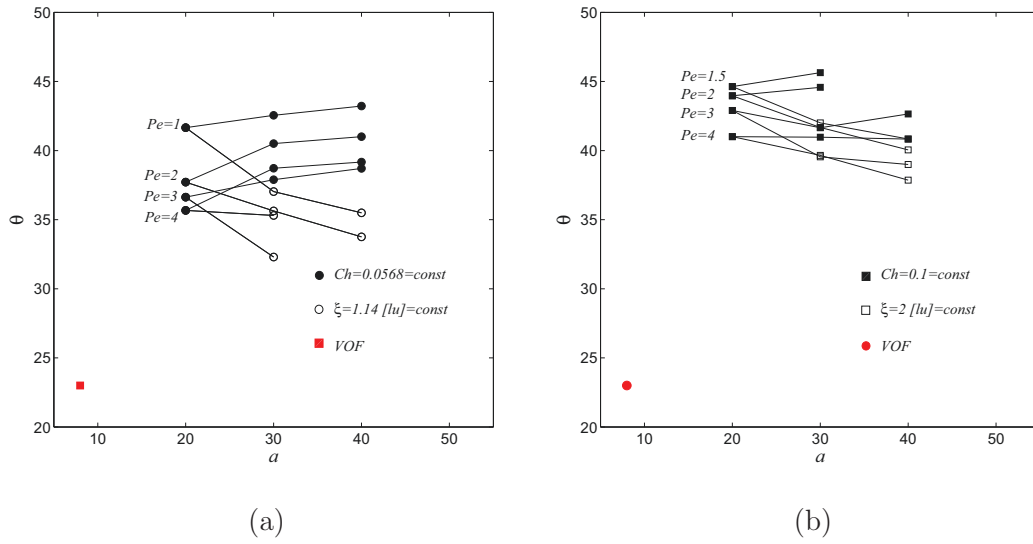 50
45
40
35
30
25
20
θ
10
20
30
40
50
a
Pe=1
Pe=2
Pe=3
Pe=4
Ch=0.0568=const
ξ=1.14 [lu]=const
VOF
(a)
50
45
40
35
30
25
20
θ
10
20
30
40
50
a
Pe=1.5
Pe=2
Pe=3
Pe=4
Ch=0.1=const
ξ=2 [lu]=const
VOF
(b)